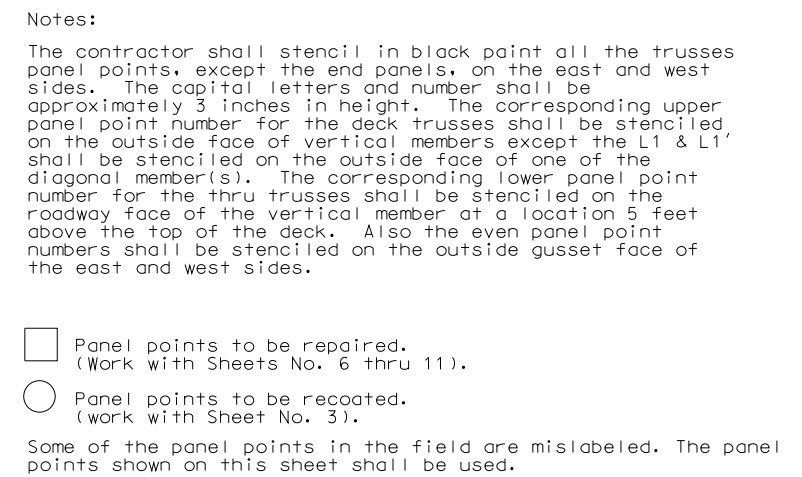 Notes:
The contractor shall stencil in black paint all the trusses
panel points, except the end panels, on the east and west
sides.  The capital letters and number shall be
approximately 3 inches in height.  The corresponding upper
panel point number for the deck trusses shall be stenciled
on the outside face of vertical members except the L1 & L1'
shall be stenciled on the outside face of one of the
diagonal member(s).  The corresponding lower panel point
number for the thru trusses shall be stenciled on the
roadway face of the vertical member at a location 5 feet
above the top of the deck.  Also the even panel point
numbers shall be stenciled on the outside gusset face of
the east and west sides.
Panel points to be repaired.
(Work with Sheets No. 6 thru 11).
Panel points to be recoated.
(work with Sheet No. 3).
Some of the panel points in the field are mislabeled. The panel
points shown on this sheet shall be used.